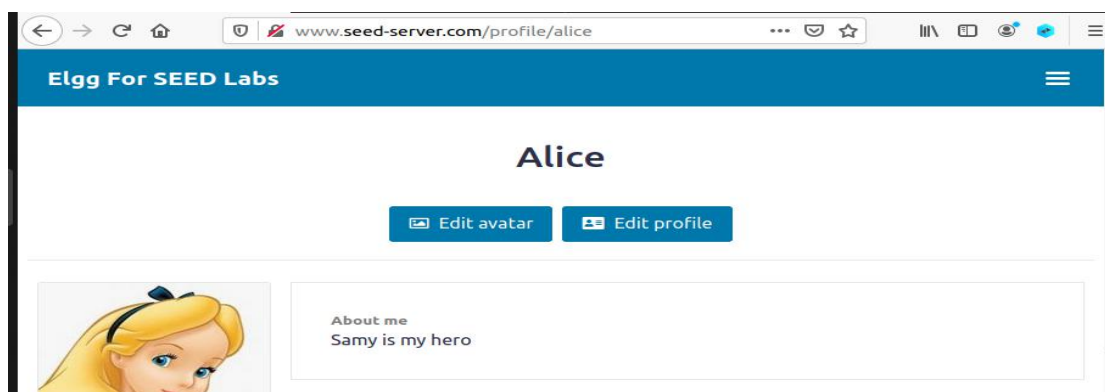 www.seed-server.com/profile/alice
Elgg For SEED Labs
Alice
Edit avatar Edit profile
About me
Samy is my hero